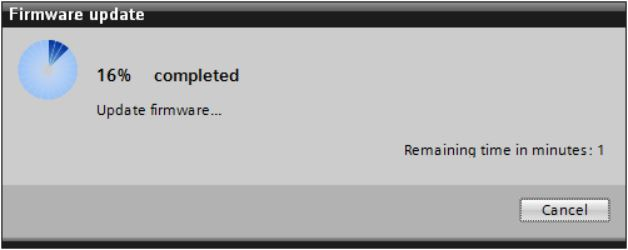 Firmware update
16% completed
Update firmware...
Remaining time in minutes: 1
Cancel